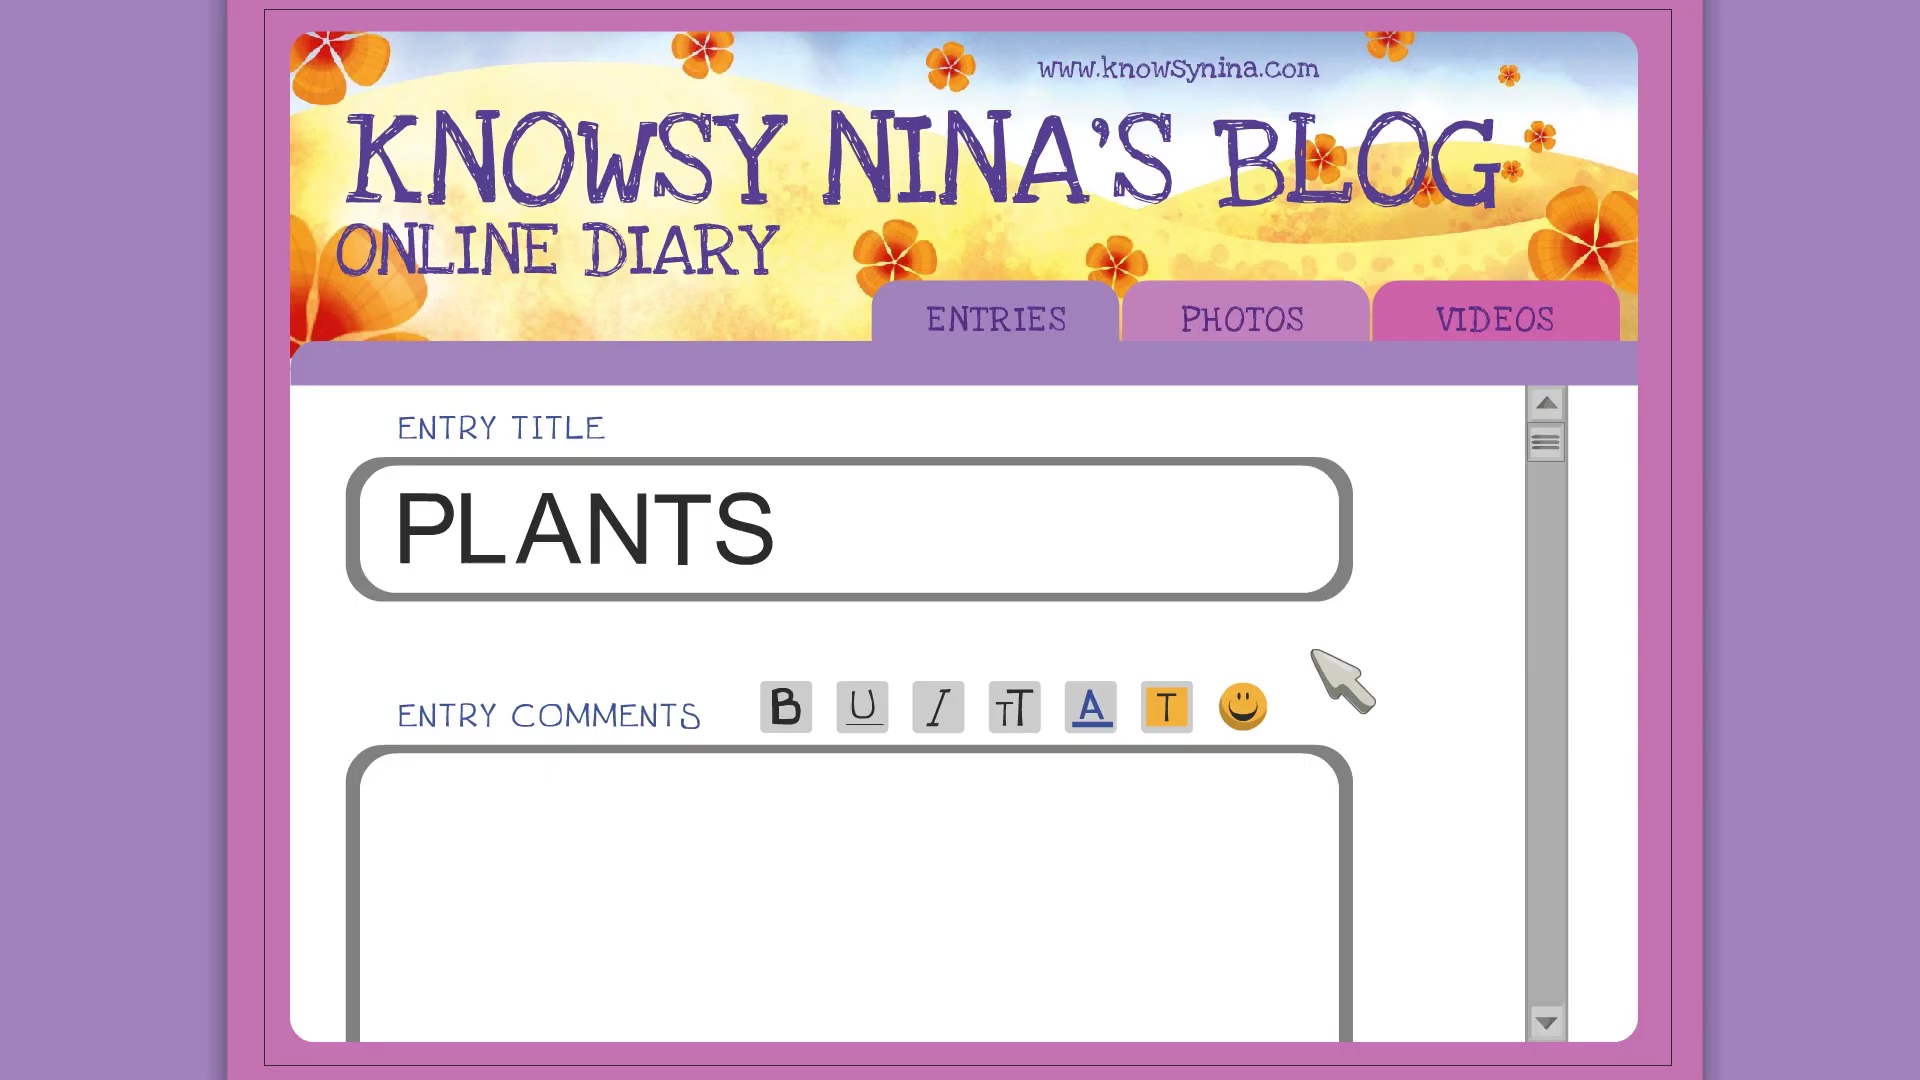 www.knowsynina.com
KNOWSY NINA'S BLOG
ONLINE DIARY
ENTRIES PHOTOS VIDEOS
ENTRY TITLE
PLANTS
ENTRY COMMENTS B U I TT A T